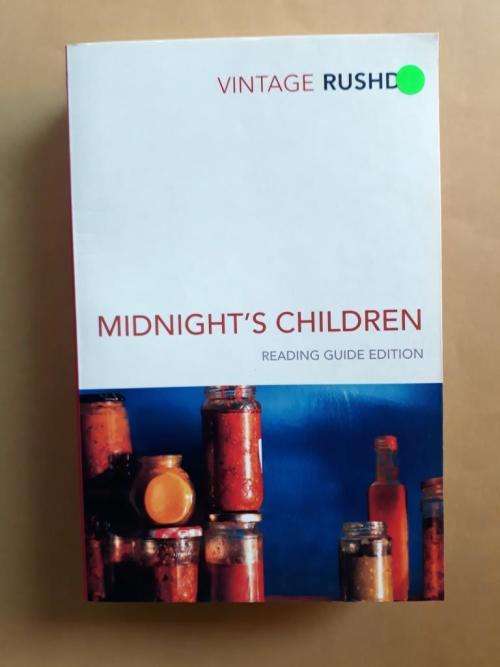 VINTAGE RUSHD
MIDNIGHT'S CHILDREN
READING GUIDE EDITION